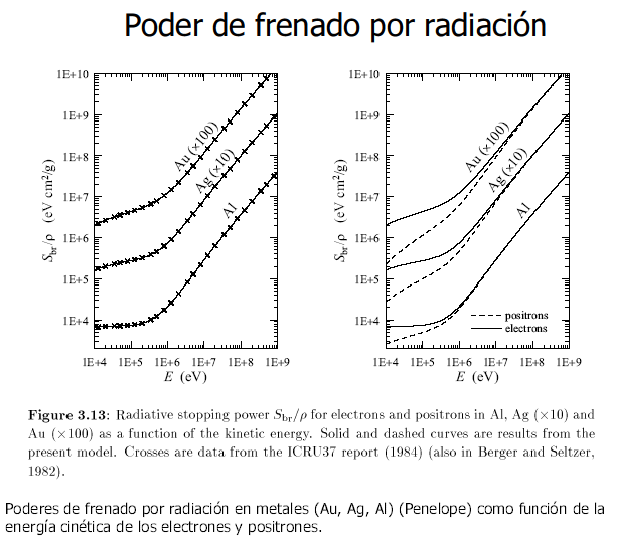 Poder de frenado por radiación
1E+10
1E+9
1E+8
1E+7
1E+6
1E+5
1E+4
S_br/ρ (eV cm²/g)
Au (×100)
Ag (×10)
Al
1E+4 1E+5 1E+6 1E+7 1E+8 1E+9
E (eV)
1E+10
1E+9
1E+8
1E+7
1E+6
1E+5
1E+4
S_br/ρ (eV cm²/g)
Au (×100)
Ag (×10)
Al
positrons
electrons
1E+4 1E+5 1E+6 1E+7 1E+8 1E+9
E (eV)
Figure 3.13: Radiative stopping power S_br/ρ for electrons and positrons in Al, Ag (×10) and
Au (×100) as a function of the kinetic energy. Solid and dashed curves are results from the
present model. Crosses are data from the ICRU37 report (1984) (also in Berger and Seltzer,
1982).
Poderes de frenado por radiación en metales (Au, Ag, Al) (Penelope) como función de la
energía cinética de los electrones y positrones.